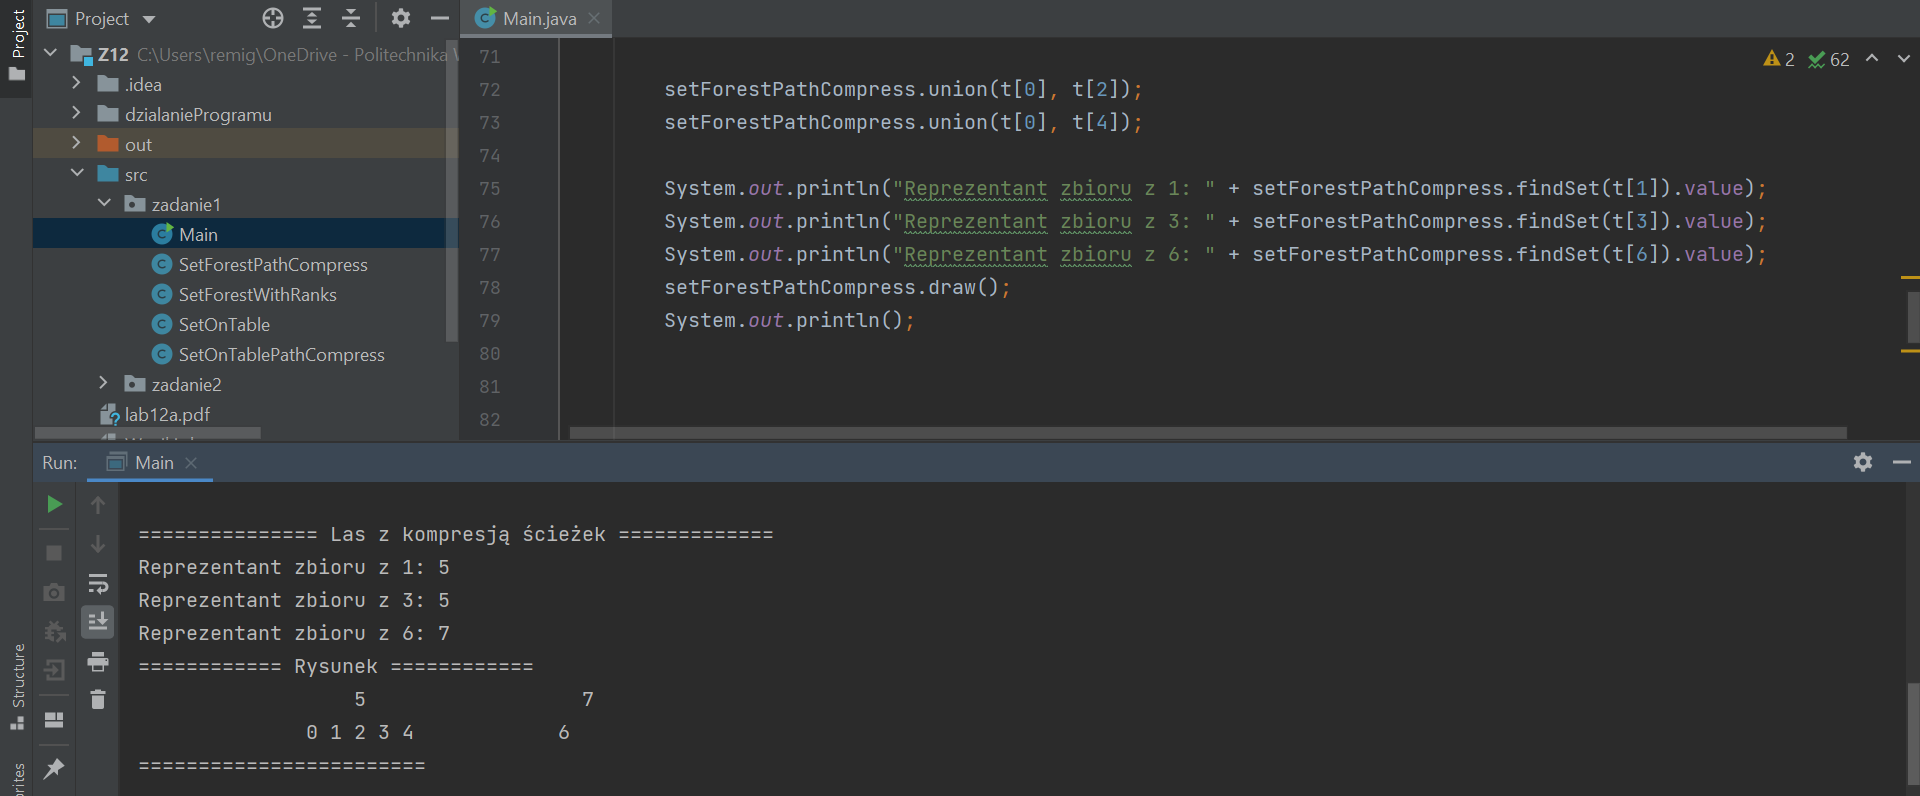 Project
Project
Main.java
Z12 C:\Users\remig\OneDrive - Politechnika
.idea
dzialanieProgramu
out
src
zadanie1
Main
SetForestPathCompress
SetForestWithRanks
SetOnTable
SetOnTablePathCompress
zadanie2
lab12a.pdf
2 62
71
72 setForestPathCompress.union(t[0], t[2]);
73 setForestPathCompress.union(t[0], t[4]);
74
75 System.out.println("Reprezentant zbioru z 1: " + setForestPathCompress.findSet(t[1]).value);
76 System.out.println("Reprezentant zbioru z 3: " + setForestPathCompress.findSet(t[3]).value);
77 System.out.println("Reprezentant zbioru z 6: " + setForestPathCompress.findSet(t[6]).value);
78 setForestPathCompress.draw();
79 System.out.println();
80
81
82
Run: Main
=============== Las z kompresją ścieżek =============
Reprezentant zbioru z 1: 5
Reprezentant zbioru z 3: 5
Reprezentant zbioru z 6: 7
============ Rysunek ============
5 7
0 1 2 3 4 6
========================
Structure